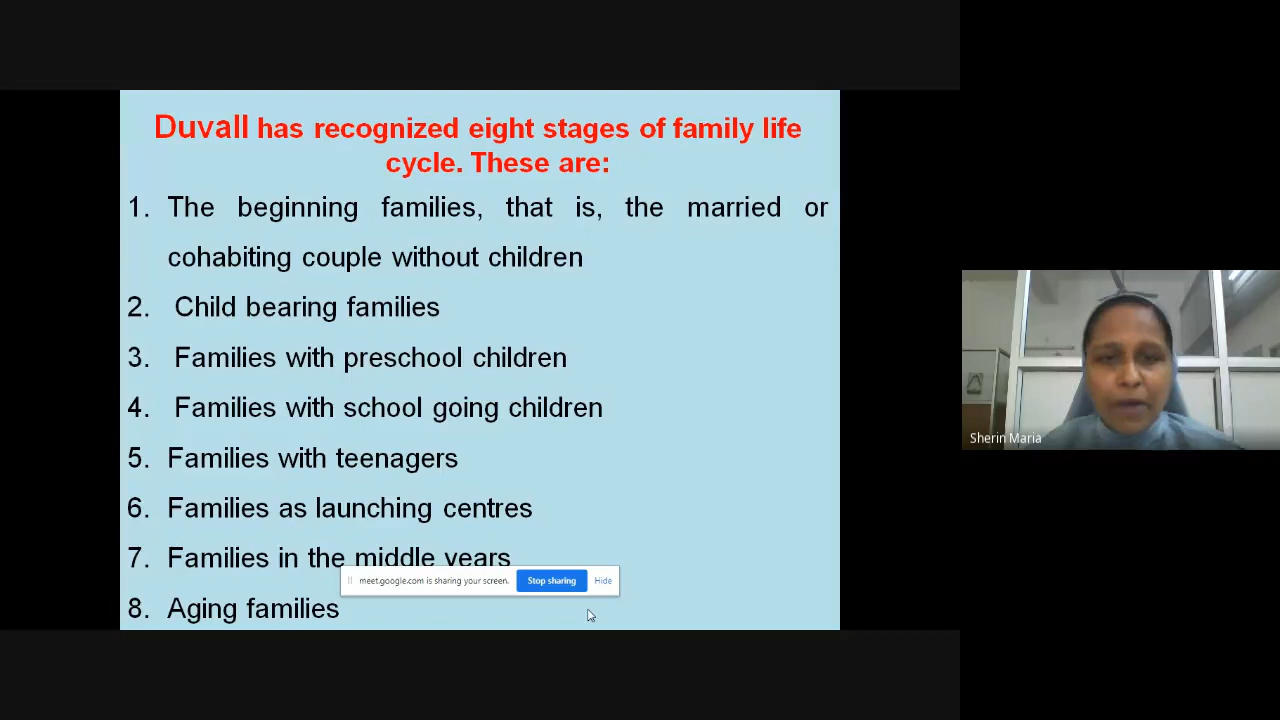 Duvall has recognized eight stages of family life
cycle. These are:
1. The beginning families, that is, the married or
cohabiting couple without children
2. Child bearing families
3. Families with preschool children
4. Families with school going children
5. Families with teenagers
6. Families as launching centres
7. Families in the middle years
meet.google.com is sharing your screen. Stop sharing Hide
8. Aging families
Sherin Maria